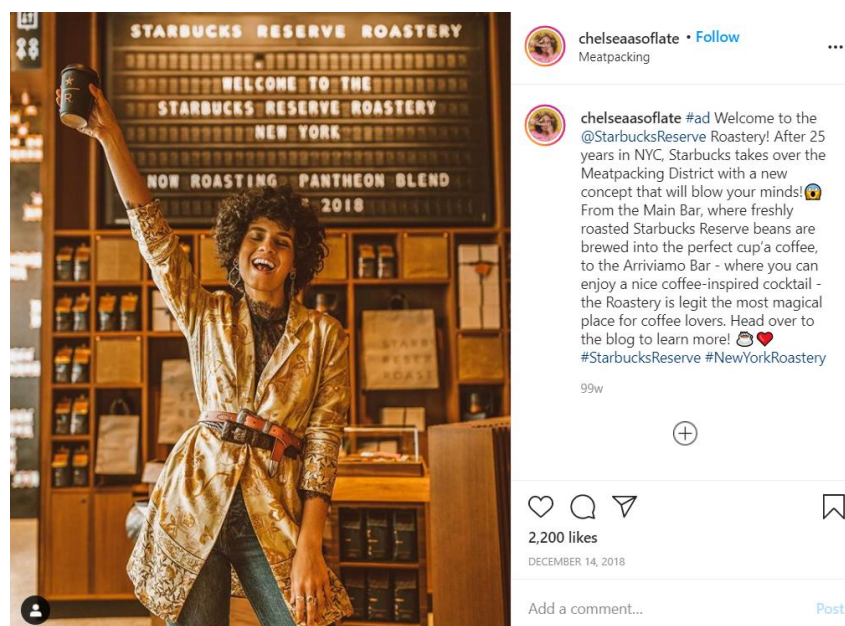 STARBUCKS RESERVE ROASTERY
WELCOME TO THE
STARBUCKS RESERVE ROASTERY
NEW YORK
NOW ROASTING PANTHEON BLEND
2018
R
STARB
RESER
ROAST
chelseaasoflate • Follow
Meatpacking
chelseaasoflate #ad Welcome to the
@StarbucksReserve Roastery! After 25
years in NYC, Starbucks takes over the
Meatpacking District with a new
concept that will blow your minds!😱
From the Main Bar, where freshly
roasted Starbucks Reserve beans are
brewed into the perfect cup’a coffee,
to the Arriviamo Bar - where you can
enjoy a nice coffee-inspired cocktail -
the Roastery is legit the most magical
place for coffee lovers. Head over to
the blog to learn more! ☕❤️
#StarbucksReserve #NewYorkRoastery
99w
2,200 likes
DECEMBER 14, 2018
Add a comment...
Post